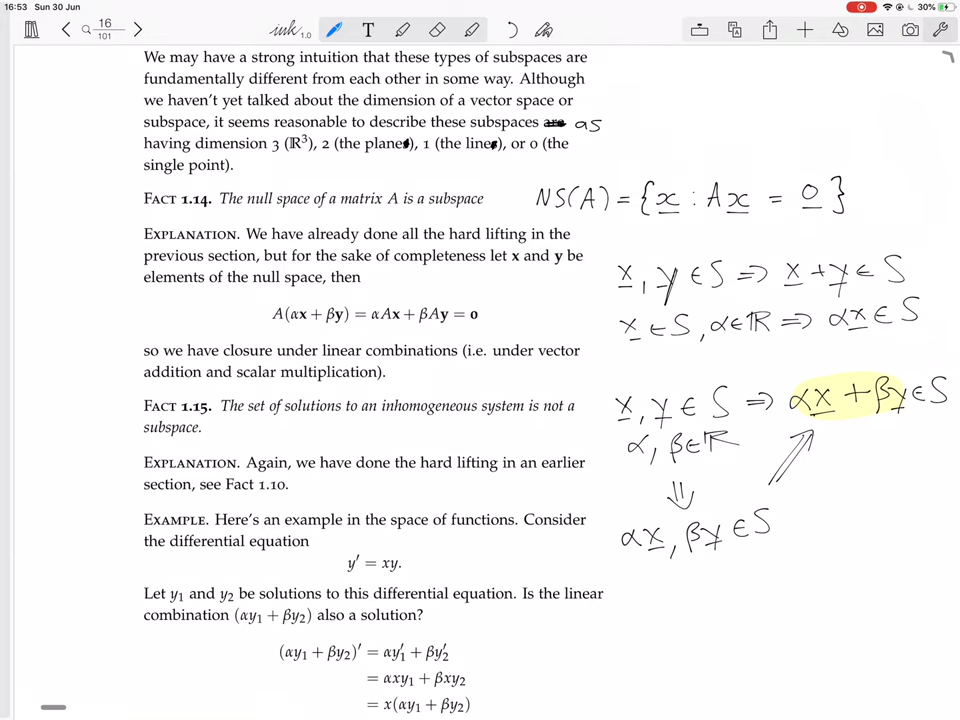 16:53 Sun 30 Jun
30%
16
101
ink 1.0
T
We may have a strong intuition that these types of subspaces are
fundamentally different from each other in some way. Although
we haven't yet talked about the dimension of a vector space or
subspace, it seems reasonable to describe these subspaces are as
having dimension 3 (ℝ³), 2 (the planes), 1 (the lines), or 0 (the
single point).
FACT 1.14. The null space of a matrix A is a subspace
NS(A) = {x : Ax = 0}
EXPLANATION. We have already done all the hard lifting in the
previous section, but for the sake of completeness let x and y be
elements of the null space, then
x, y ∈ S ⇒ x + y ∈ S
A(αx + βy) = αAx + βAy = 0
x ∈ S, α ∈ ℝ ⇒ αx ∈ S
so we have closure under linear combinations (i.e. under vector
addition and scalar multiplication).
x, y ∈ S ⇒ αx + βy ∈ S
FACT 1.15. The set of solutions to an inhomogeneous system is not a
subspace.
α, β ∈ ℝ
EXPLANATION. Again, we have done the hard lifting in an earlier
section, see Fact 1.10.
⇓ ⇗
EXAMPLE. Here's an example in the space of functions. Consider
the differential equation
αx, βy ∈ S
y′ = xy.
Let y₁ and y₂ be solutions to this differential equation. Is the linear
combination (αy₁ + βy₂) also a solution?
(αy₁ + βy₂)′ = αy₁′ + βy₂′
= αxy₁ + βxy₂
= x(αy₁ + βy₂)